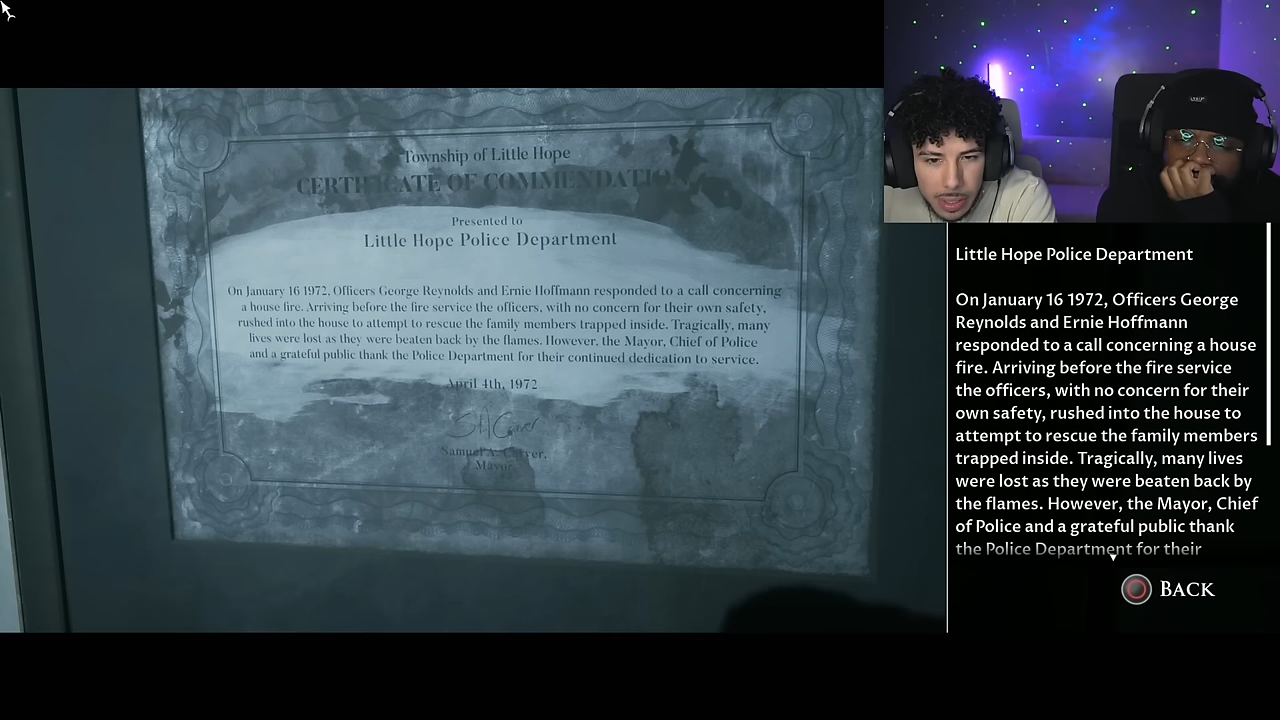 Township of Little Hope
CERTIFICATE OF COMMENDATIO
Presented to
Little Hope Police Department
On January 16 1972, Officers George Reynolds and Ernie Hoffmann responded to a call concerning
a house fire. Arriving before the fire service the officers, with no concern for their own safety,
rushed into the house to attempt to rescue the family members trapped inside. Tragically, many
lives were lost as they were beaten back by the flames. However, the Mayor, Chief of Police
and a grateful public thank the Police Department for their continued dedication to service.
April 4th, 1972
Samuel A.
Mayor
Little Hope Police Department
On January 16 1972, Officers George
Reynolds and Ernie Hoffmann
responded to a call concerning a house
fire. Arriving before the fire service
the officers, with no concern for their
own safety, rushed into the house to
attempt to rescue the family members
trapped inside. Tragically, many lives
were lost as they were beaten back by
the flames. However, the Mayor, Chief
of Police and a grateful public thank
the Police Department for their
BACK